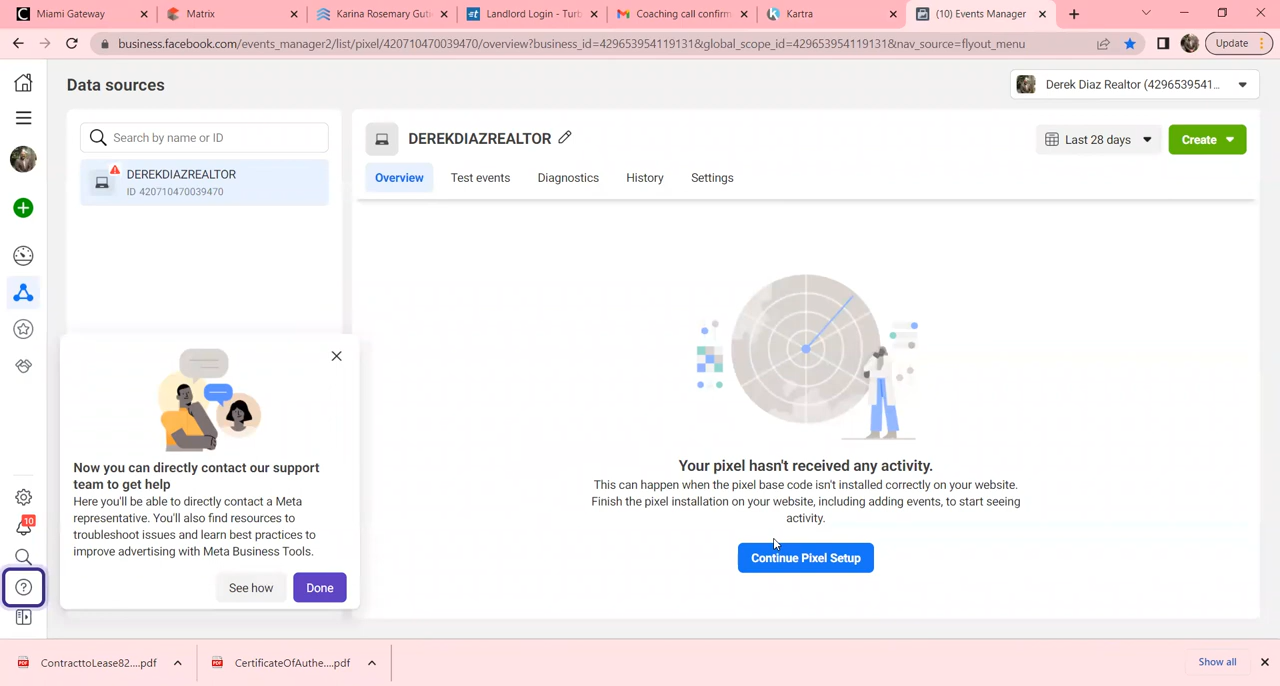 Miami Gateway
Matrix
Karina Rosemary Guti
Landlord Login - Turb
Coaching call confirm
Kartra
(10) Events Manager
business.facebook.com/events_manager2/list/pixel/420710470039470/overview?business_id=429653954119131&global_scope_id=429653954119131&nav_source=flyout_menu
Update
Data sources
Derek Diaz Realtor (4296539541...
Search by name or ID
DEREKDIAZREALTOR
ID 420710470039470
DEREKDIAZREALTOR
Last 28 days
Create
Overview
Test events
Diagnostics
History
Settings
Your pixel hasn't received any activity.
This can happen when the pixel base code isn't installed correctly on your website.
Finish the pixel installation on your website, including adding events, to start seeing
activity.
Continue Pixel Setup
Now you can directly contact our support
team to get help
Here you'll be able to directly contact a Meta
representative. You'll also find resources to
troubleshoot issues and learn best practices to
improve advertising with Meta Business Tools.
See how
Done
10
ContracttoLease82....pdf
CertificateOfAuthe....pdf
Show all